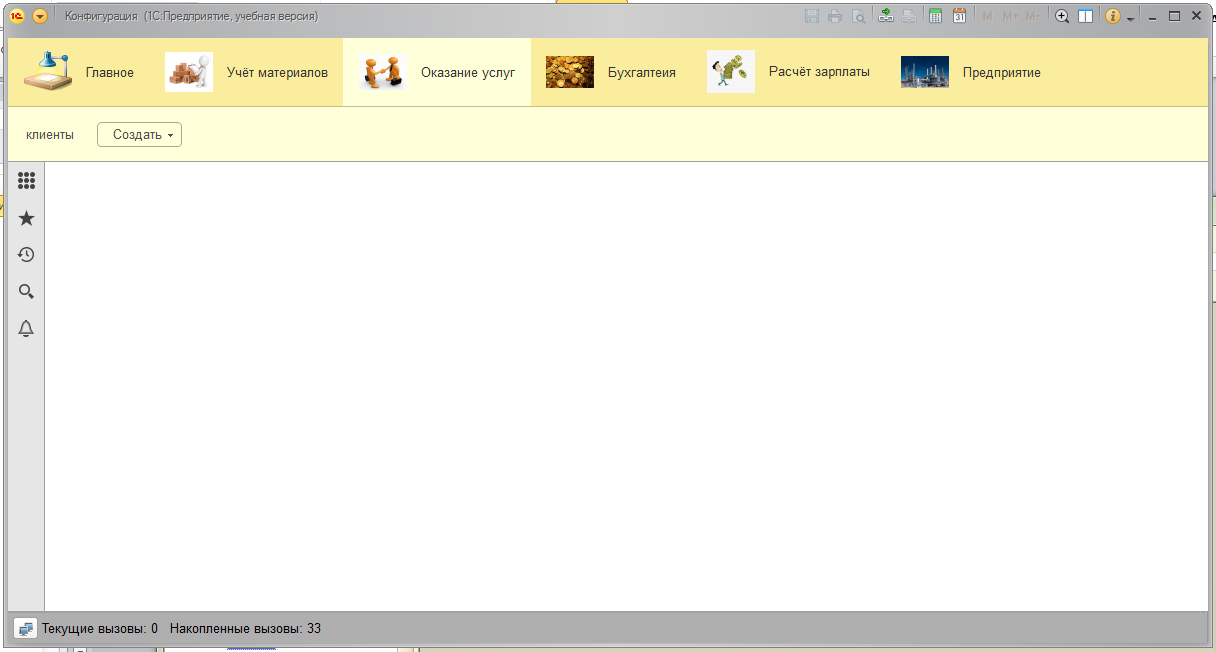 Конфигурация (1С:Предприятие, учебная версия)
M M+ M-
31
Главное Учёт материалов Оказание услуг Бухгалтеия Расчёт зарплаты Предприятие
клиенты Создать
Текущие вызовы: 0 Накопленные вызовы: 33